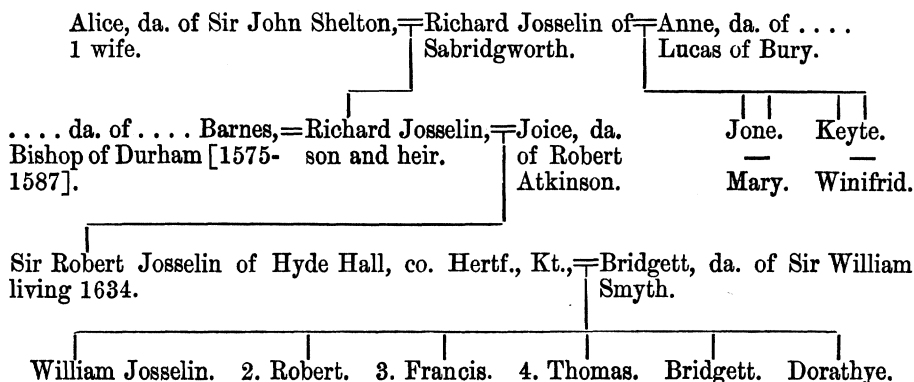 Alice, da. of Sir John Shelton,=Richard Josselin of=Anne, da. of . . . .
1 wife. Sabridgworth. Lucas of Bury.
. . . . da. of . . . . Barnes,=Richard Josselin,=Joice, da. Jone. Keyte.
Bishop of Durham [1575- son and heir. of Robert — —
1587]. Atkinson. Mary. Winifrid.
Sir Robert Josselin of Hyde Hall, co. Hertf., Kt.,=Bridgett, da. of Sir William
living 1634. Smyth.
William Josselin. 2. Robert. 3. Francis. 4. Thomas. Bridgett. Dorathye.